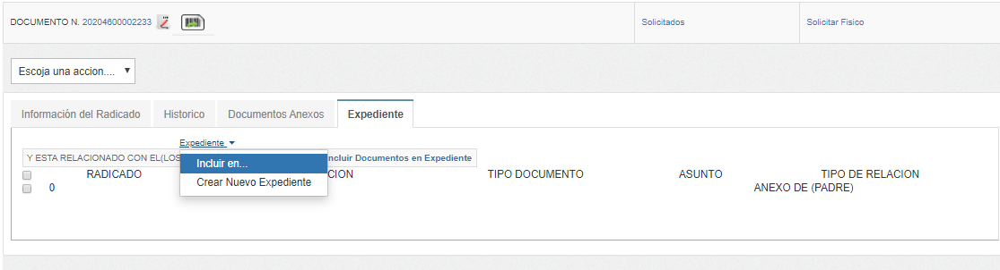 DOCUMENTO N. 20204600002233 Solicitados Solicitar Fisico
Escoja una accion....
Información del Radicado Historico Documentos Anexos Expediente
Expediente
Y ESTA RELACIONADO CON EL(LOS Incluir Documentos en Expediente
Incluir en...
RADICADO CION TIPO DOCUMENTO ASUNTO TIPO DE RELACION
Crear Nuevo Expediente
0 ANEXO DE (PADRE)